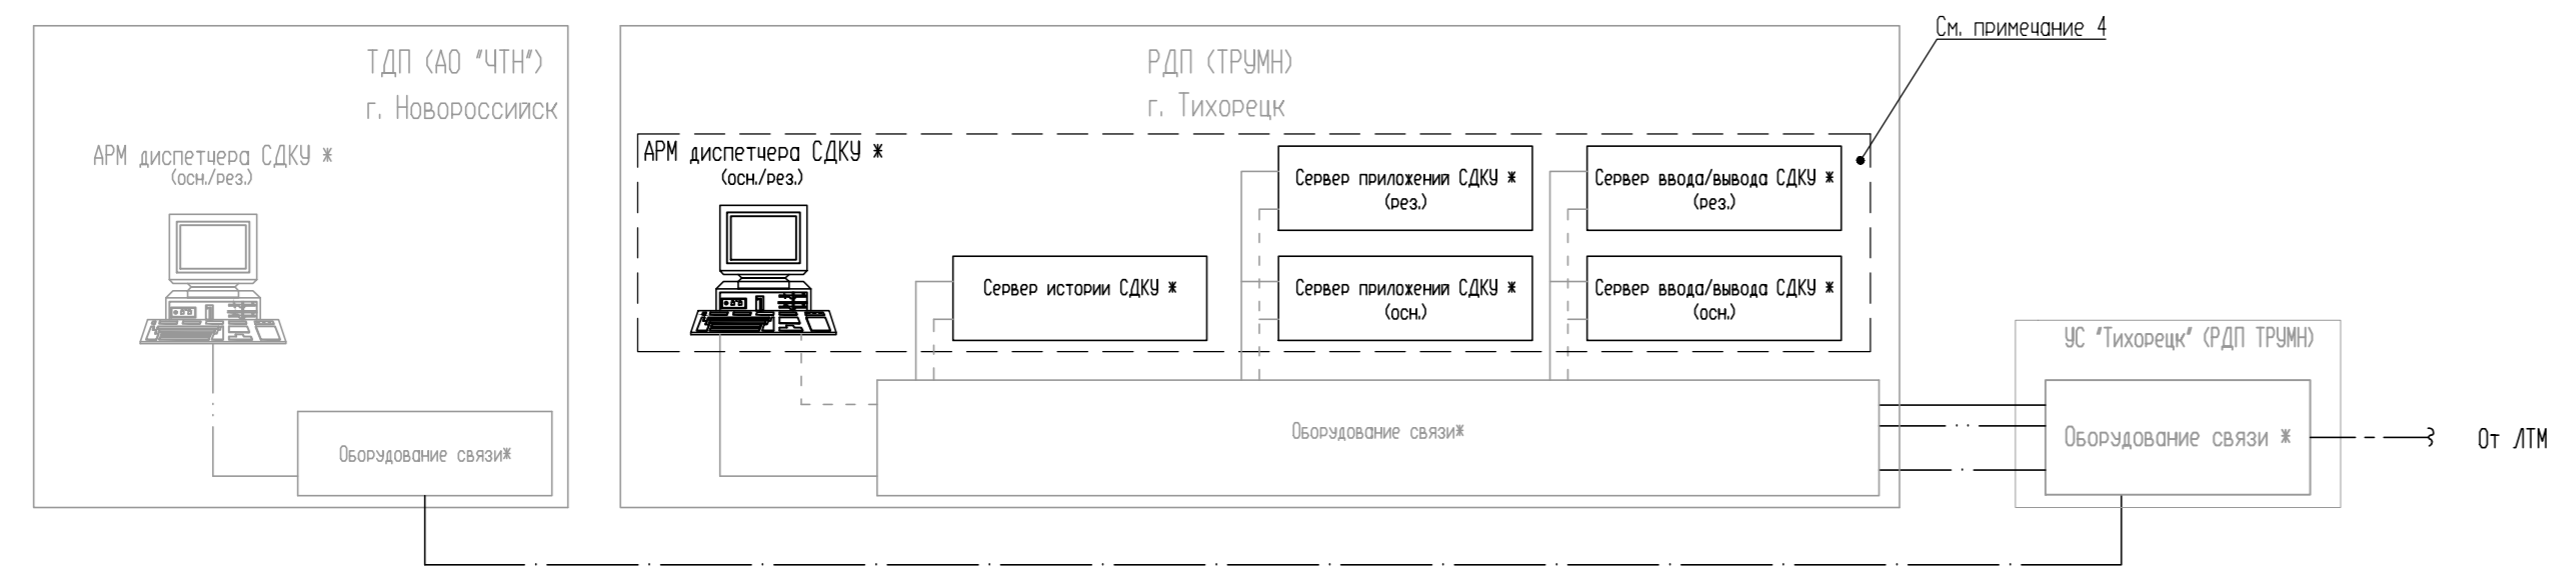 См. примечание 4
ТДП (АО "ЧТН")
г. Новороссийск
АРМ диспетчера СДКУ *
(осн./рез.)
Оборудование связи*
РДП (ТРУМН)
г. Тихорецк
АРМ диспетчера СДКУ *
(осн./рез.)
Сервер приложений СДКУ *
(рез.)
Сервер ввода/вывода СДКУ *
(рез.)
Сервер истории СДКУ *
Сервер приложений СДКУ *
(осн.)
Сервер ввода/вывода СДКУ *
(осн.)
Оборудование связи*
УС "Тихорецк" (РДП ТРУМН)
Оборудование связи *
От ЛТМ